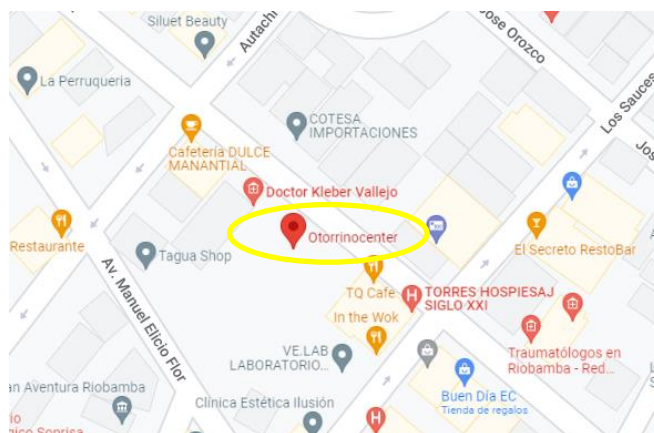 Siluet Beauty
Autachi
Jose Orozco
La Perruqueria
Los Sauces
COTESA
IMPORTACIONES
Cafetería DULCE
MANANTIAL
Doctor Kleber Vallejo
Otorrinocenter
Restaurante
Tagua Shop
El Secreto RestoBar
Av. Manuel Elicio Flor
TQ Cafe
H
TORRES HOSPIESAJ
SIGLO XXI
In the Wok
VE.LAB
LABORATORIO...
Traumatólogos en
Riobamba - Red...
an Aventura Riobamba
Clínica Estética Ilusión
Buen Día EC
Tienda de regalos
H